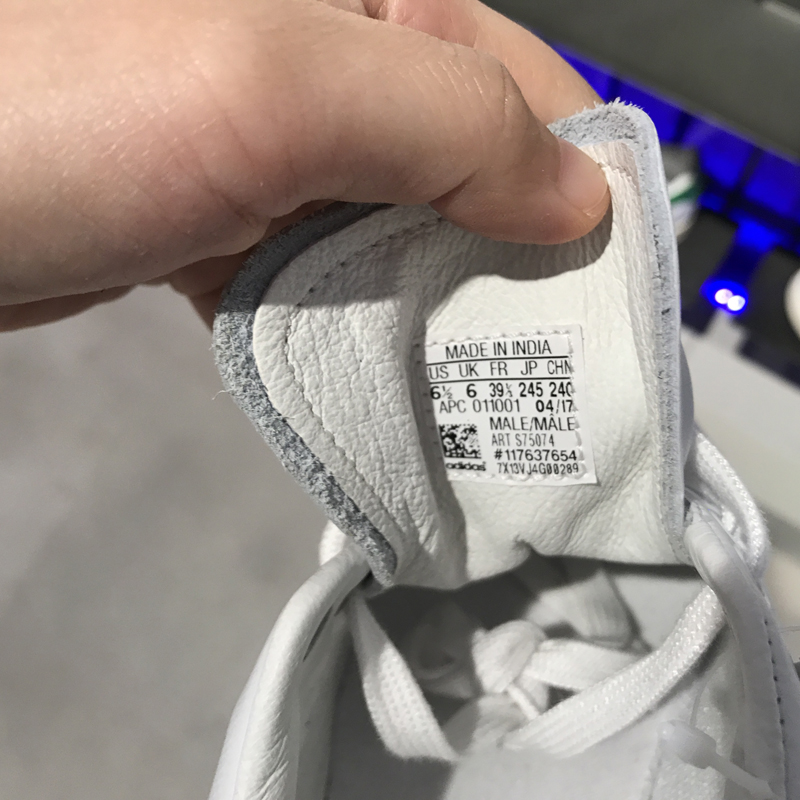 MADE IN INDIA
US UK FR JP CHN
6½ 6 39⅓ 245 240
APC 011001 04/17
MALE/MÂLE
ART S75074
#117637654
adidas 7X13VJ4G00289